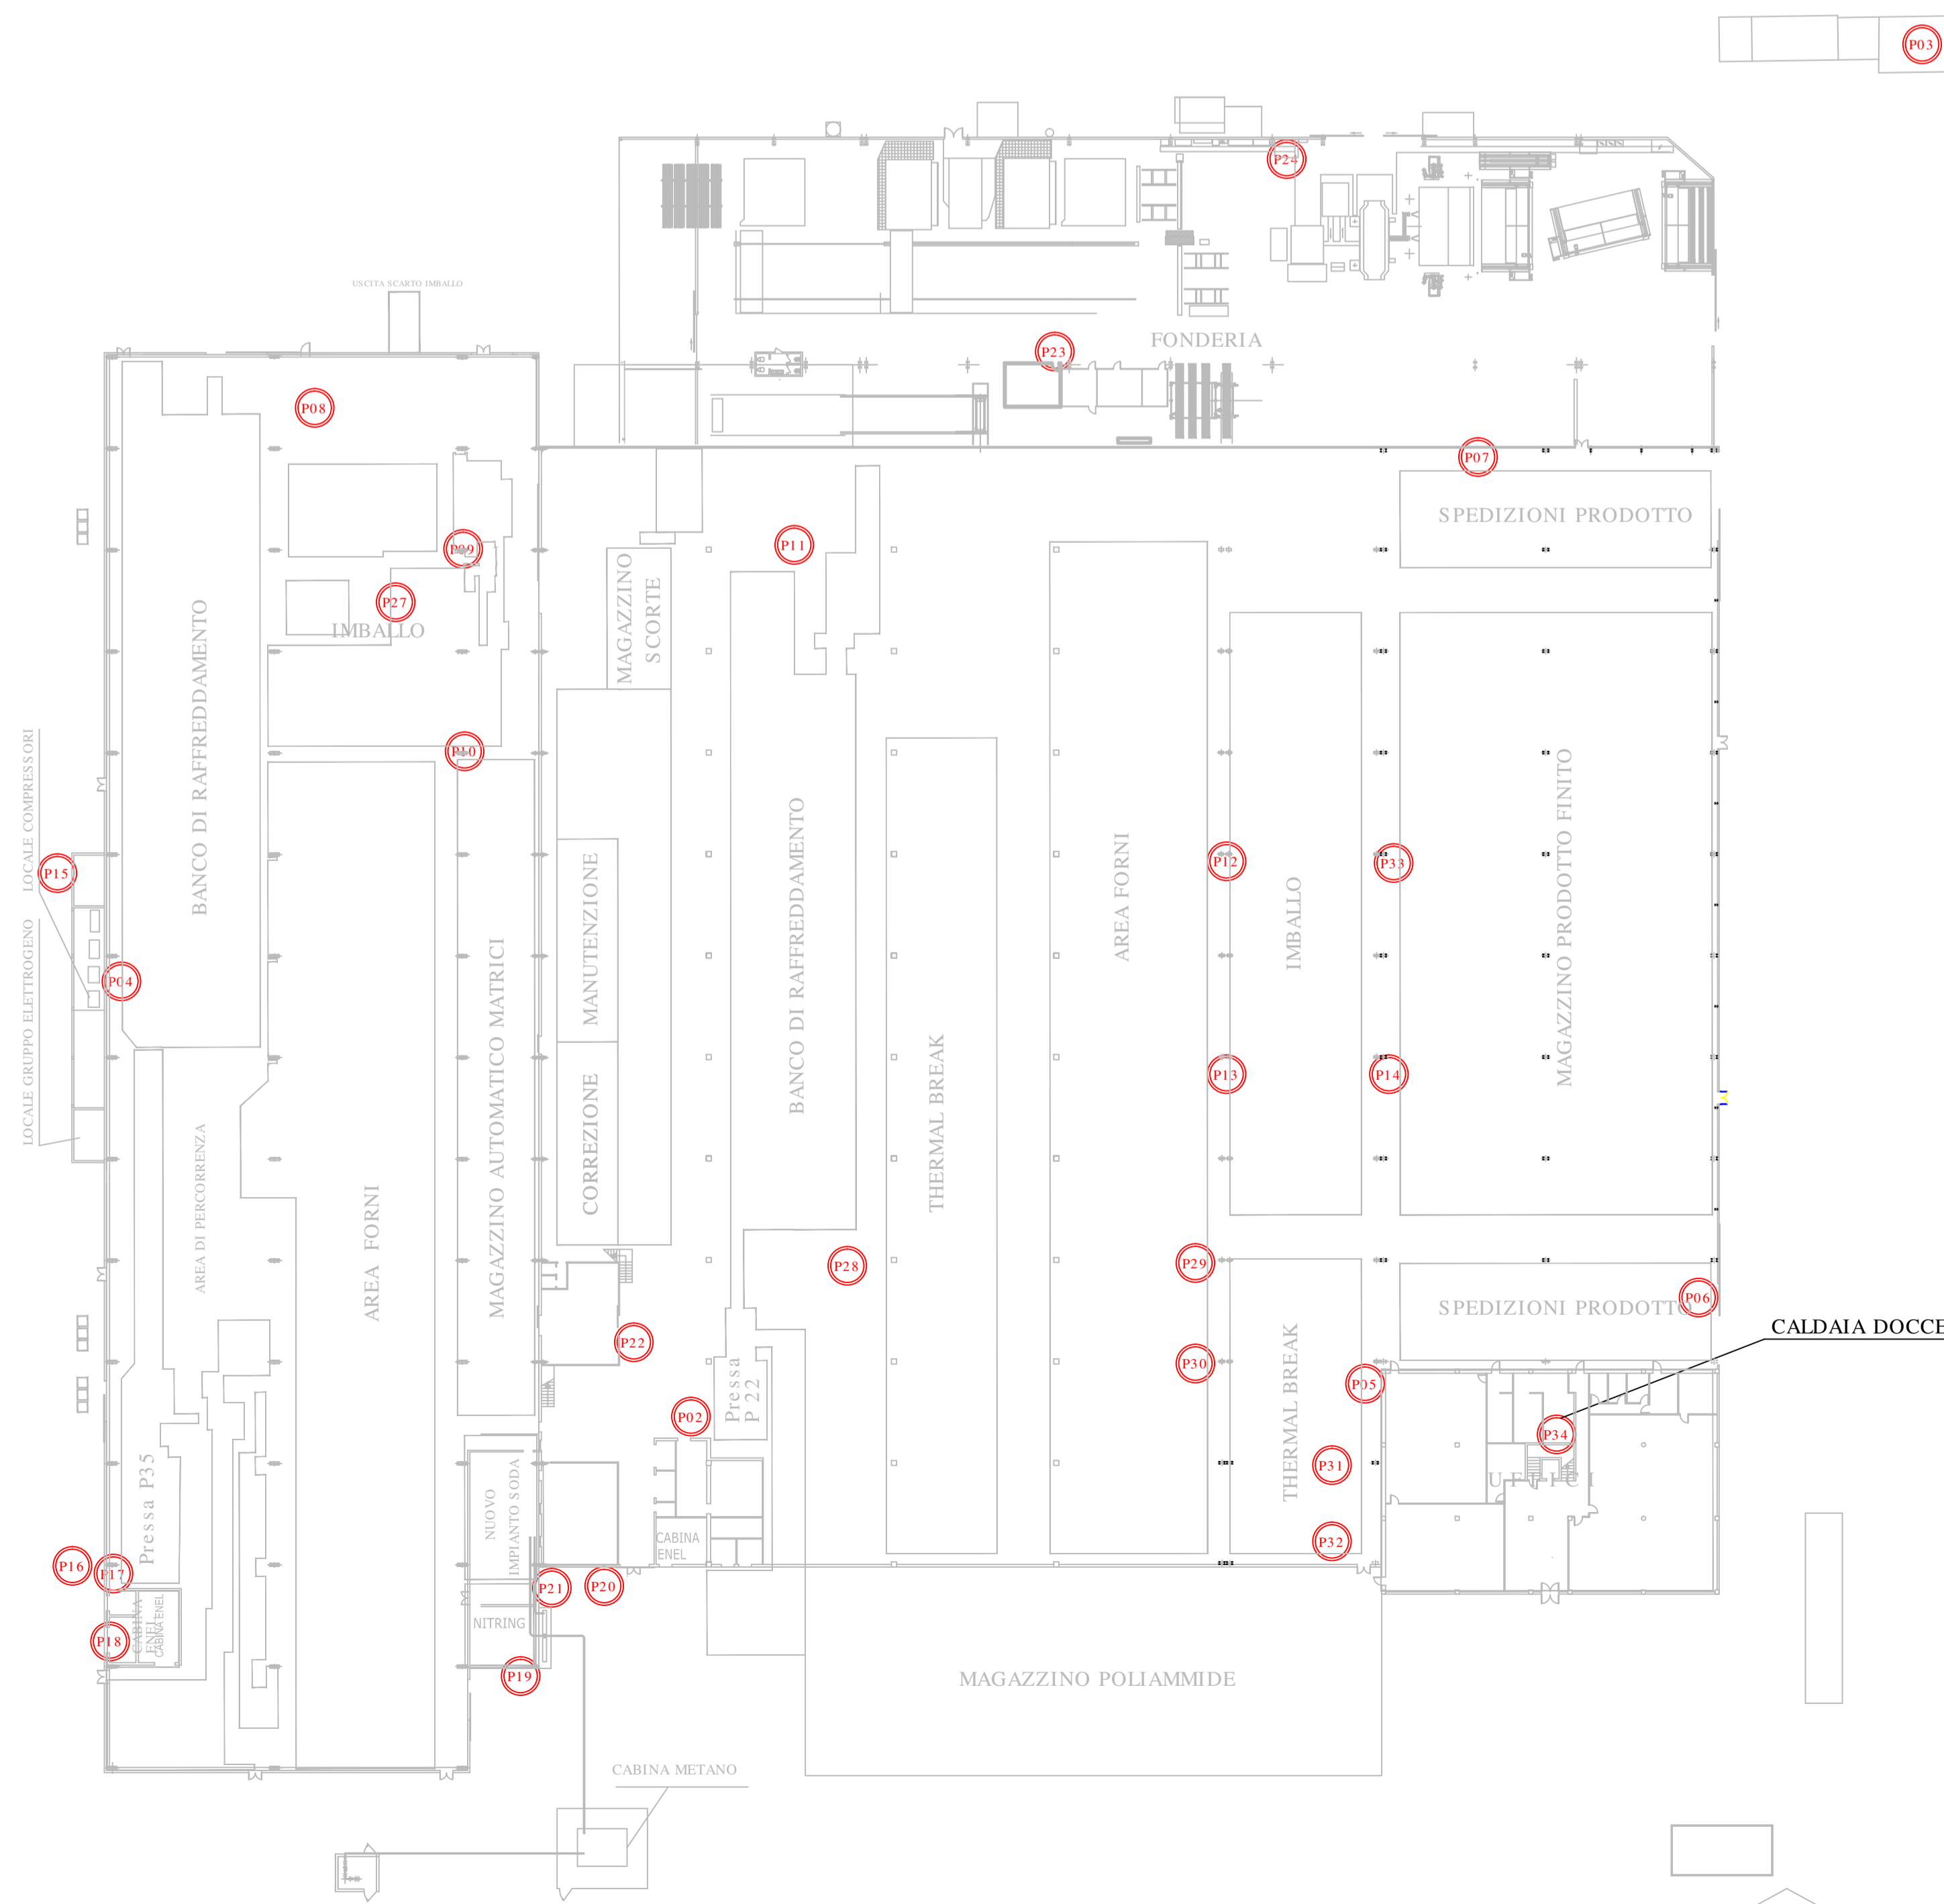 P03
P24
USCITA SCARTO IMBALLO
FONDERIA
P23
P08
P07
SPEDIZIONI PRODOTTO
P09
P11
MAGAZZINO
SCORTE
P27
IMBALLO
BANCO DI RAFFREDDAMENTO
P10
LOCALE COMPRESSORI
P15
P04
LOCALE GRUPPO ELETTROGENO
MANUTENZIONE
CORREZIONE
MAGAZZINO AUTOMATICO MATRICI
BANCO DI RAFFREDDAMENTO
THERMAL BREAK
AREA FORNI
P12
IMBALLO
P33
MAGAZZINO PRODOTTO FINITO
P13
P14
AREA DI PERCORRENZA
AREA FORNI
P28
P29
SPEDIZIONI PRODOTTO
P06
CALDAIA DOCCE
P22
P30
THERMAL BREAK
P05
P02
Pressa
P 22
P34
P31
UFFICI
Pressa P35
NUOVO
IMPIANTO SODA
CABINA
ENEL
P32
P16
P17
P21
P20
CABINA
ENEL
CABINA ENEL
NITRING
P18
P19
MAGAZZINO POLIAMMIDE
CABINA METANO